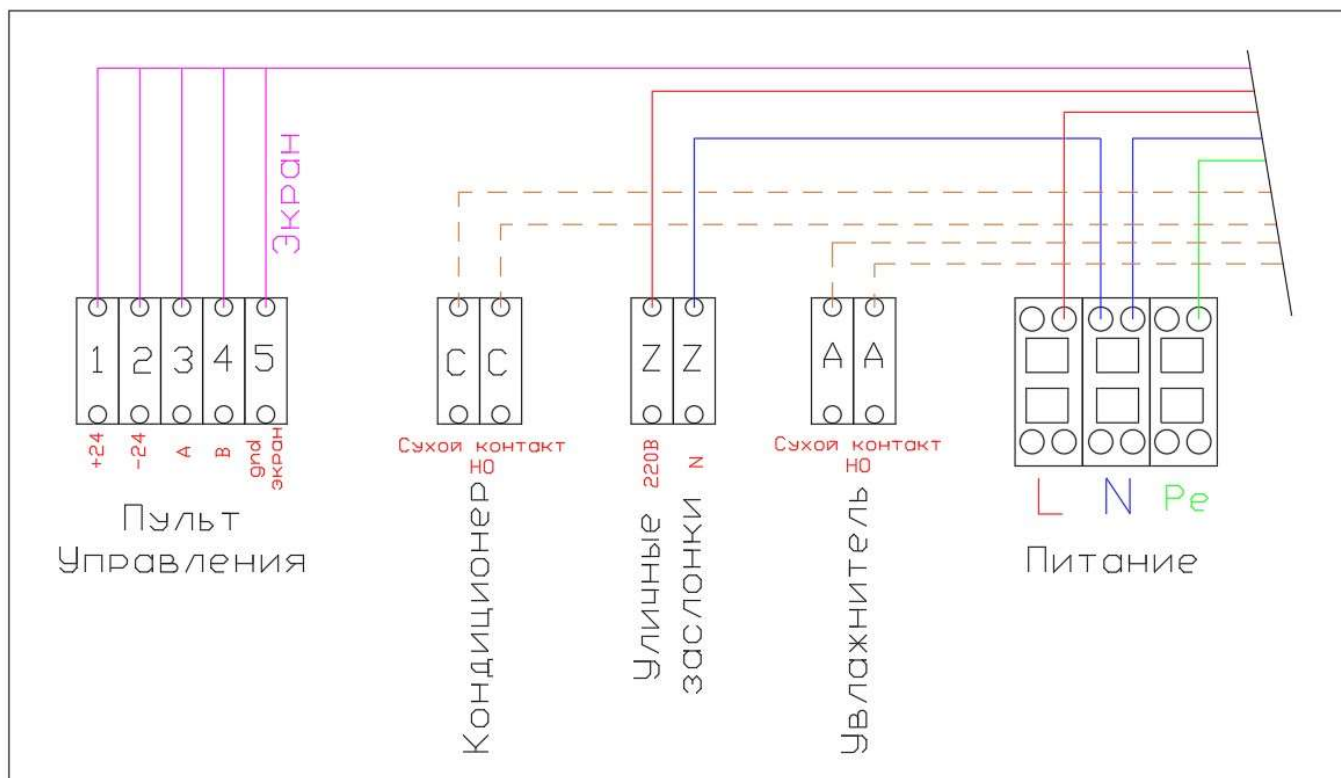 Экран
1 2 3 4 5
+24
-24
A
B
gnd
экран
Пульт
Управления
C C
Сухой контакт
НО
Кондиционер
Z Z
220В
N
Уличные
заслонки
A A
Сухой контакт
НО
Увлажнитель
L N Pe
Питание